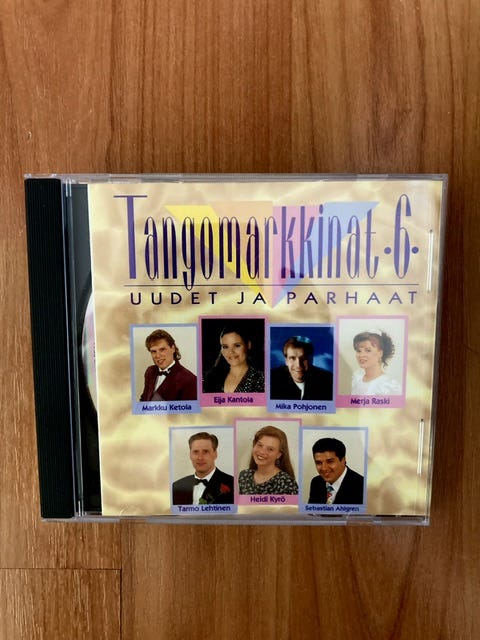 Tangomarkkinat •6•
UUDET JA PARHAAT
Markku Ketola
Eija Kantola
Mika Pohjonen
Merja Raski
Tarmo Lehtinen
Heidi Kyrö
Sebastian Ahlgren